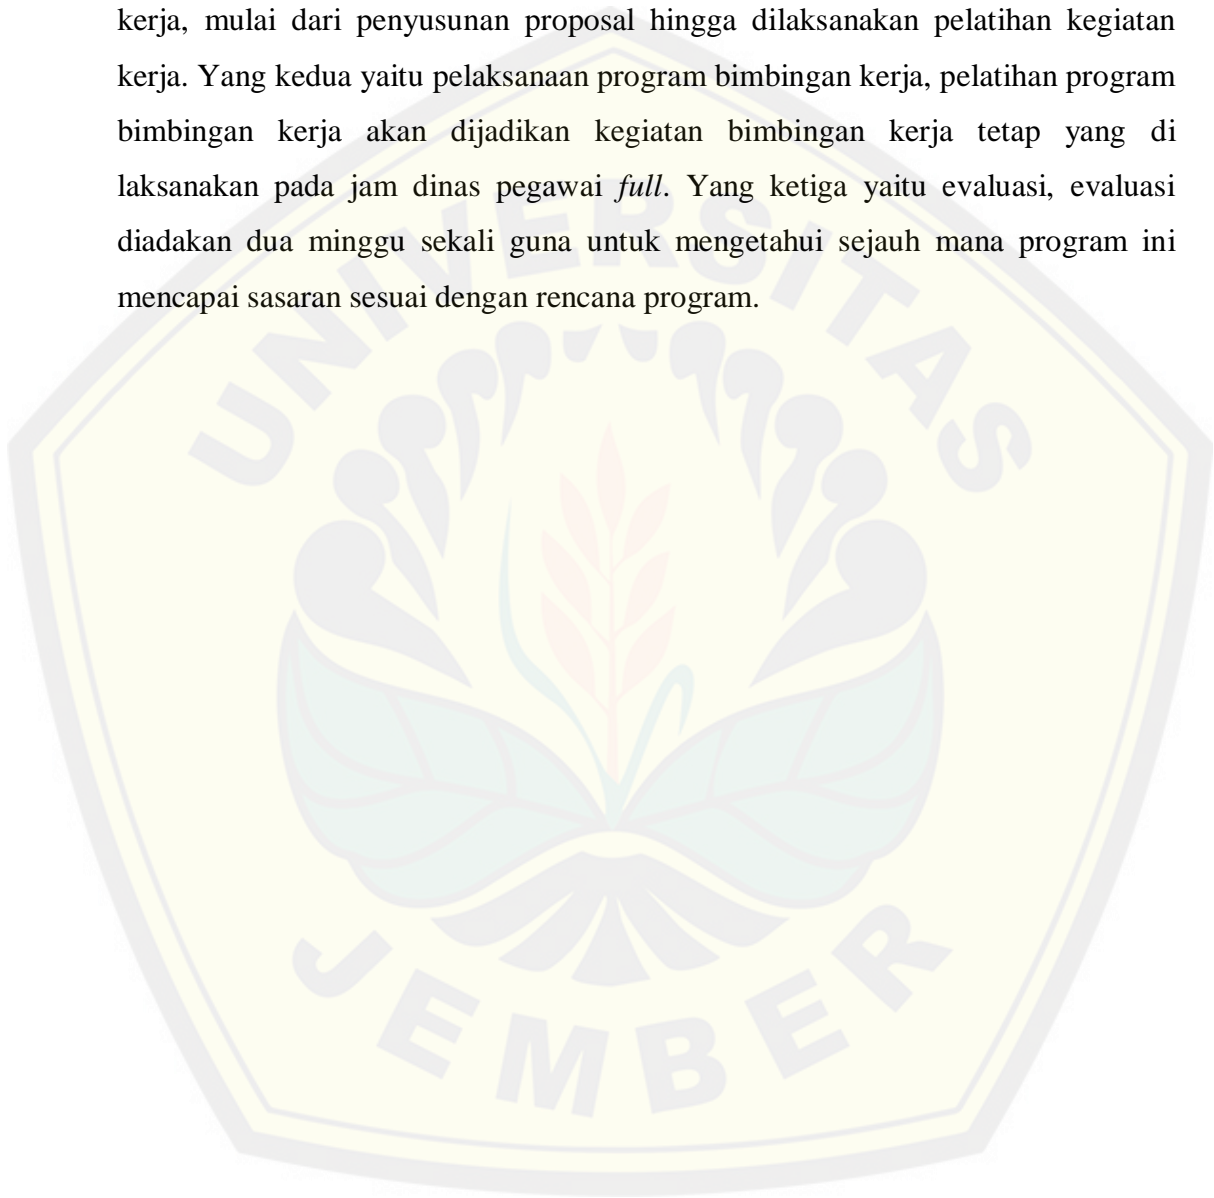 kerja, mulai dari penyusunan proposal hingga dilaksanakan pelatihan kegiatan
kerja. Yang kedua yaitu pelaksanaan program bimbingan kerja, pelatihan program
bimbingan kerja akan dijadikan kegiatan bimbingan kerja tetap yang di
laksanakan pada jam dinas pegawai full. Yang ketiga yaitu evaluasi, evaluasi
diadakan dua minggu sekali guna untuk mengetahui sejauh mana program ini
mencapai sasaran sesuai dengan rencana program.
UNIVERSITAS
JEMBER